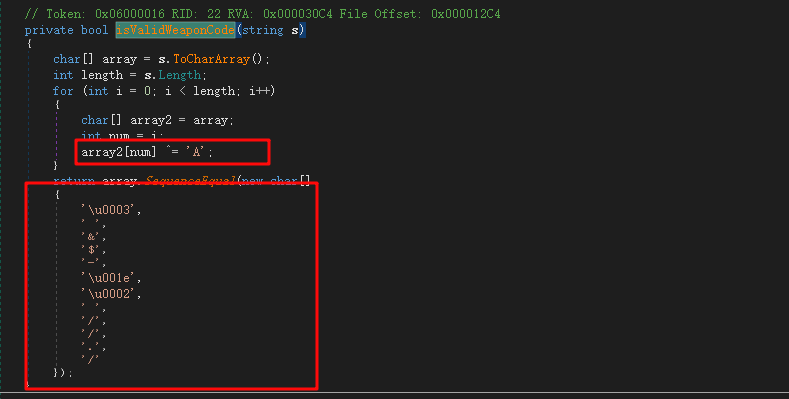 // Token: 0x06000016 RID: 22 RVA: 0x000030C4 File Offset: 0x000012C4
private bool isValidWeaponCode(string s)
{
char[] array = s.ToCharArray();
int length = s.Length;
for (int i = 0; i < length; i++)
{
char[] array2 = array;
int num = i;
array2[num] ^= 'A';
}
return array.SequenceEqual(new char[]
{
'\u0003',
' ',
'&',
'$',
'-',
'\u001e',
'\u0002',
' ',
'/',
'/',
'.',
'/'
});
}